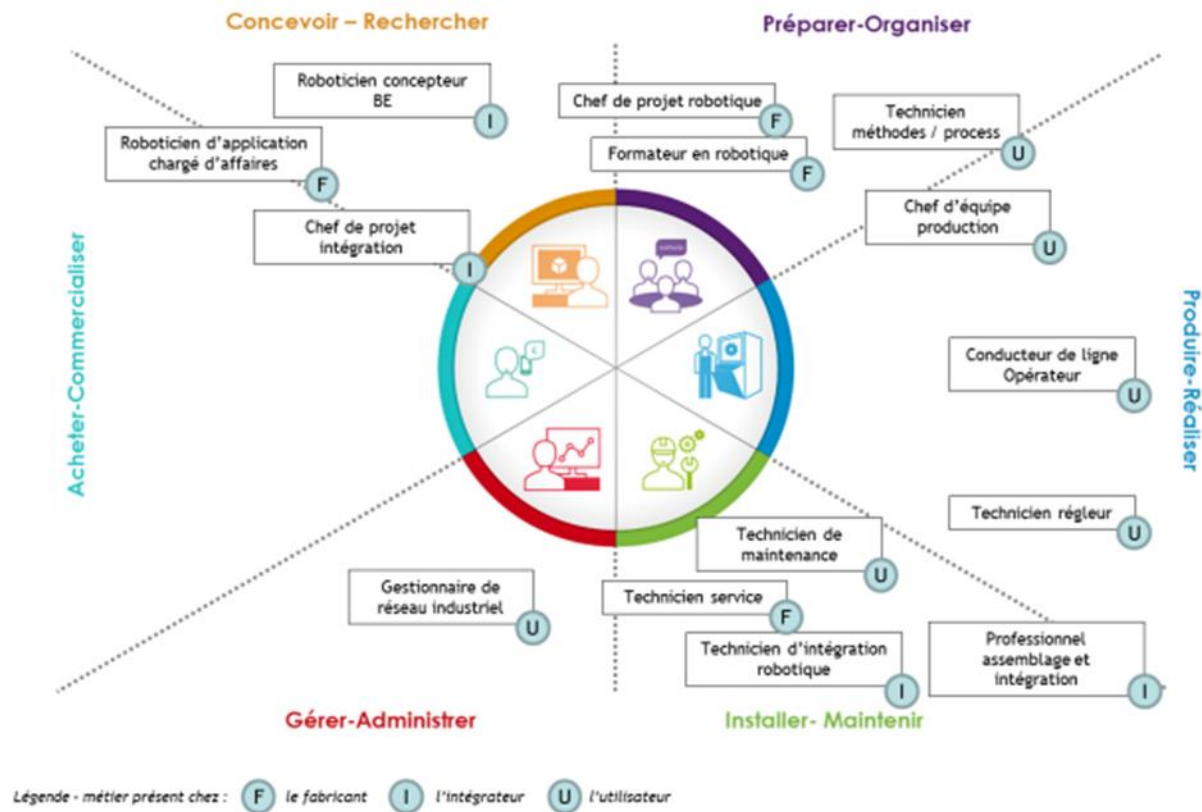 Concevoir – Rechercher
Préparer-Organiser
Roboticien concepteur
BE
I
Chef de projet robotique
F
Technician
méthodes / process
U
Roboticien d'application
chargé d'affaires
F
Formateur en robotique
F
Chef d'équipe
production
U
Chef de projet
intégration
I
Acheter-Commercialiser
Produire-Réaliser
Conducteur de ligne
Opérateur
U
Technicien régleur
U
Technicien de
maintenance
U
Gestionnaire de
réseau industriel
U
Technicien service
F
Technicien d'intégration
robotique
I
Professionnel
assemblage et
intégration
I
Gérer-Administrer
Installer- Maintenir
Légende - métier présent chez :
F
le fabricant
I
l'intégrateur
U
l'utilisateur